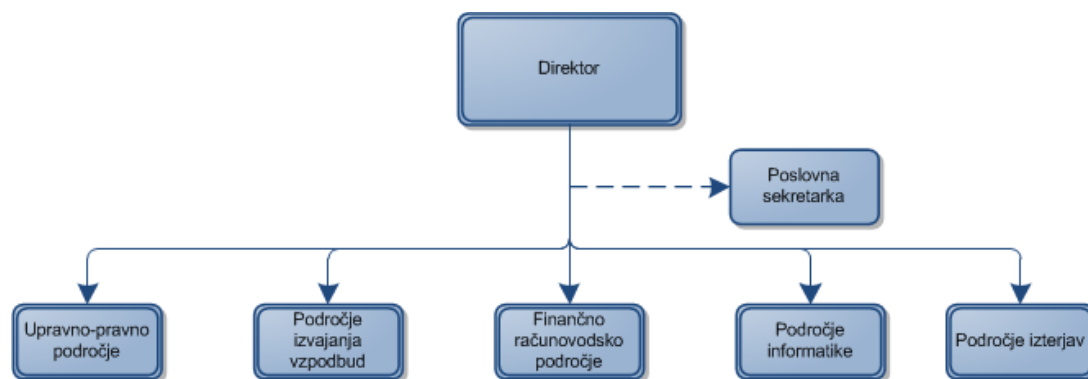 Direktor
Poslovna
sekretarka
Upravno-pravno
področje
Področje
izvajanja
vzpodbud
Finančno
računovodsko
področje
Področje
informatike
Področje izterjav